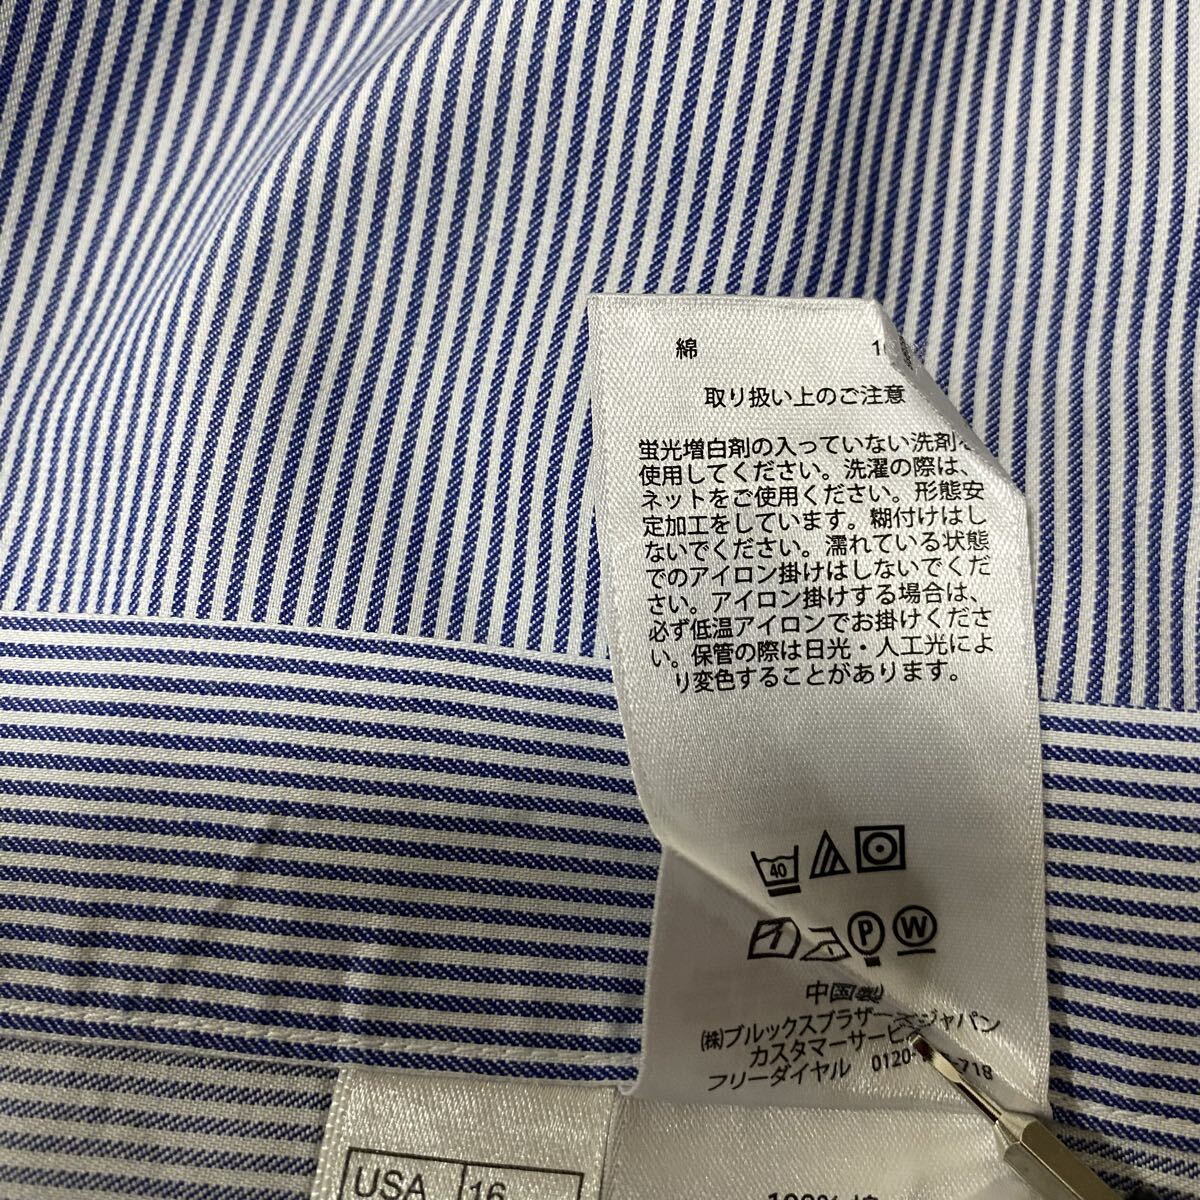 綿
取り扱い上のご注意
蛍光増白剤の入っていない洗剤を
使用してください。洗濯の際は、
ネットをご使用ください。形態安
定加工をしています。糊付けはし
ないでください。濡れている状態
でのアイロン掛けはしないでくだ
さい。アイロン掛けする場合は、
必ず低温アイロンでお掛けくださ
い。保管の際は日光・人工光によ
り変色することがあります。
40
P W
中国製
㈱ブルックスブラザーズジャパン
カスタマーサービス
フリーダイヤル 0120-
USA 16